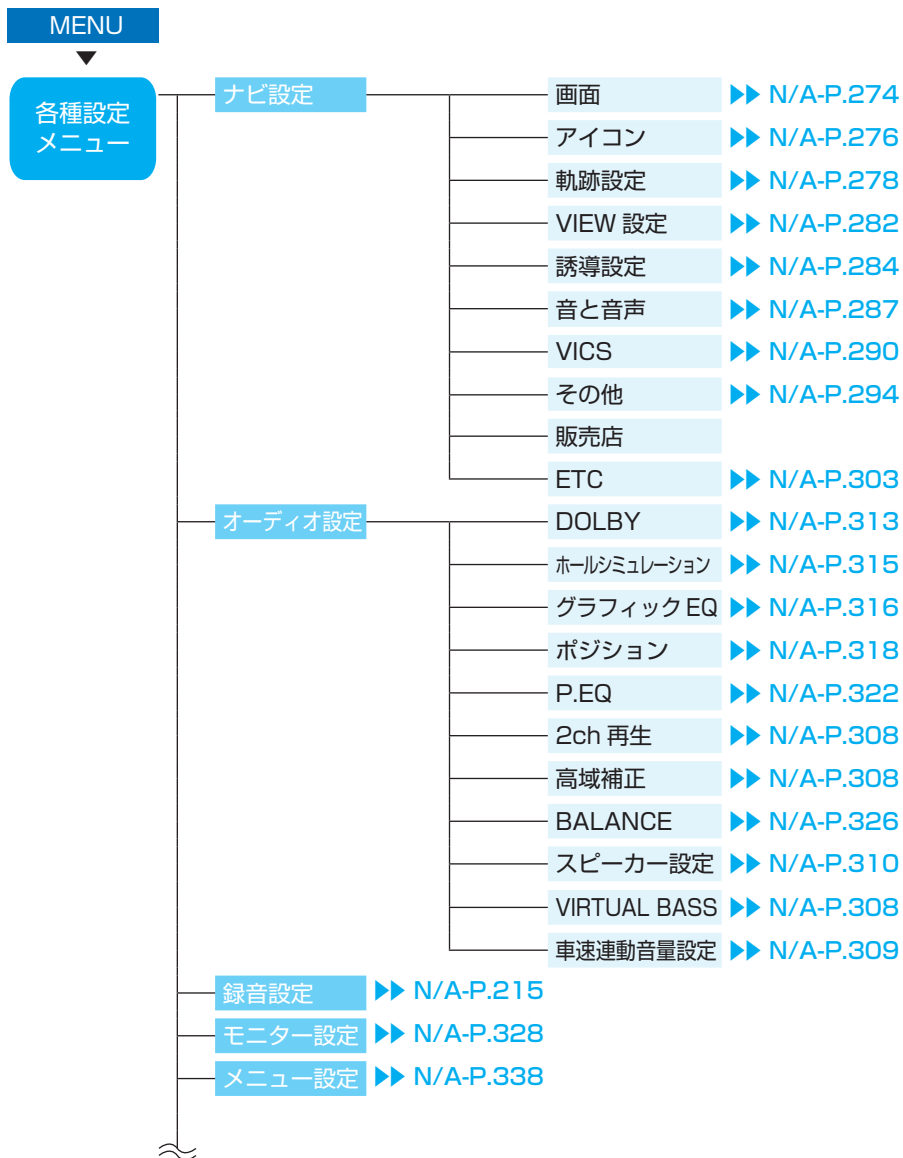 MENU
▼
各種設定
メニュー
ナビ設定
画面 ▶▶ N/A-P.274
アイコン ▶▶ N/A-P.276
軌跡設定 ▶▶ N/A-P.278
VIEW 設定 ▶▶ N/A-P.282
誘導設定 ▶▶ N/A-P.284
音と音声 ▶▶ N/A-P.287
VICS ▶▶ N/A-P.290
その他 ▶▶ N/A-P.294
販売店
ETC ▶▶ N/A-P.303
オーディオ設定
DOLBY ▶▶ N/A-P.313
ホールシミュレーション ▶▶ N/A-P.315
グラフィック EQ ▶▶ N/A-P.316
ポジション ▶▶ N/A-P.318
P.EQ ▶▶ N/A-P.322
2ch 再生 ▶▶ N/A-P.308
高域補正 ▶▶ N/A-P.308
BALANCE ▶▶ N/A-P.326
スピーカー設定 ▶▶ N/A-P.310
VIRTUAL BASS ▶▶ N/A-P.308
車速連動音量設定 ▶▶ N/A-P.309
録音設定 ▶▶ N/A-P.215
モニター設定 ▶▶ N/A-P.328
メニュー設定 ▶▶ N/A-P.338